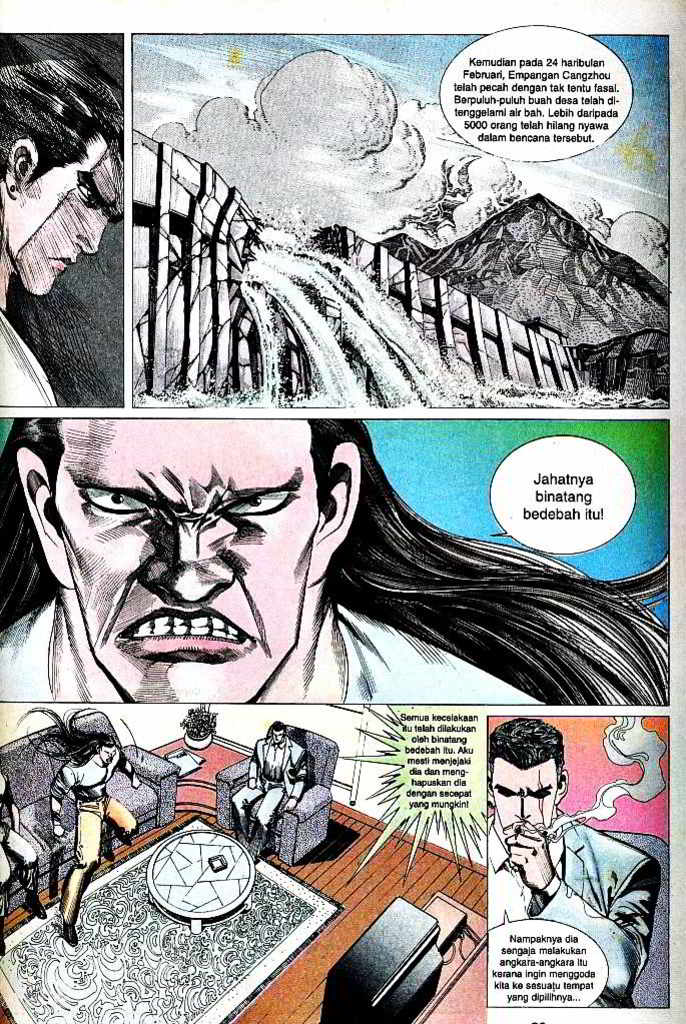 Kemudian pada 24 haribulan
Februari, Empangan Cangzhou
telah pecah dengan tak tentu fasal.
Berpuluh-puluh buah desa telah di-
tenggelami air bah. Lebih daripada
5000 orang telah hilang nyawa
dalam bencana tersebut.
Jahatnya
binatang
bedebah itu!
Semua kecelakaan
itu telah dilakukan
oleh binatang
bedebah itu. Aku
mesti menjejaki
dia dan meng-
hapuskan dia
dengan secepat
yang mungkin!
Nampaknya dia
sengaja melakukan
angkara-angkara itu
kerana ingin menggoda
kita ke sesuatu tempat
yang dipilihnya...